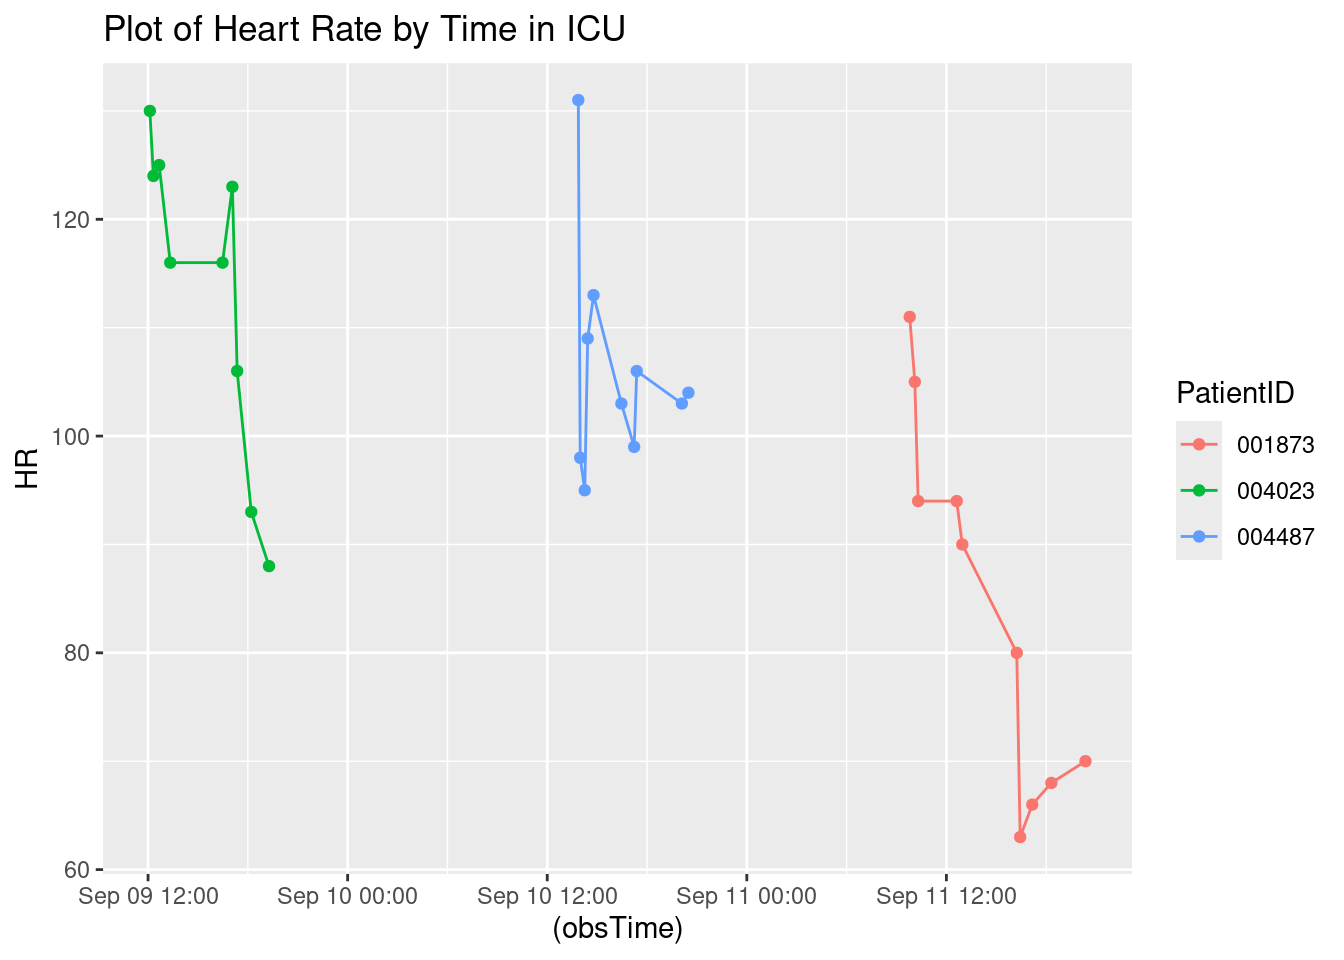 Plot of Heart Rate by Time in ICU
120
100
80
60
HR
Sep 09 12:00
Sep 10 00:00
Sep 10 12:00
Sep 11 00:00
Sep 11 12:00
(obsTime)
PatientID
001873
004023
004487